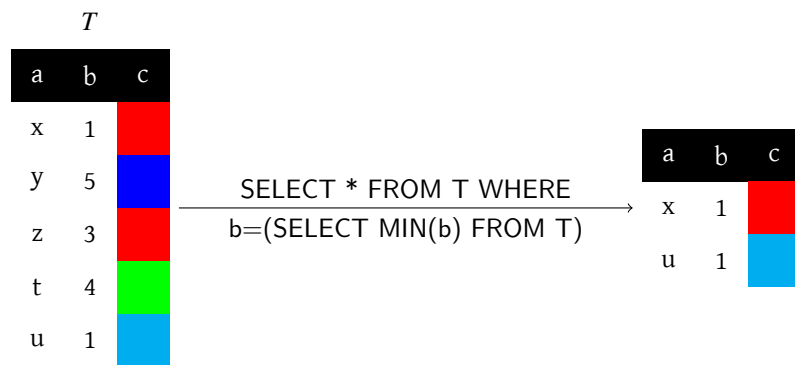 T
a b c
x 1
y 5
z 3
t 4
u 1
SELECT * FROM T WHERE
b=(SELECT MIN(b) FROM T)
a b c
x 1
u 1